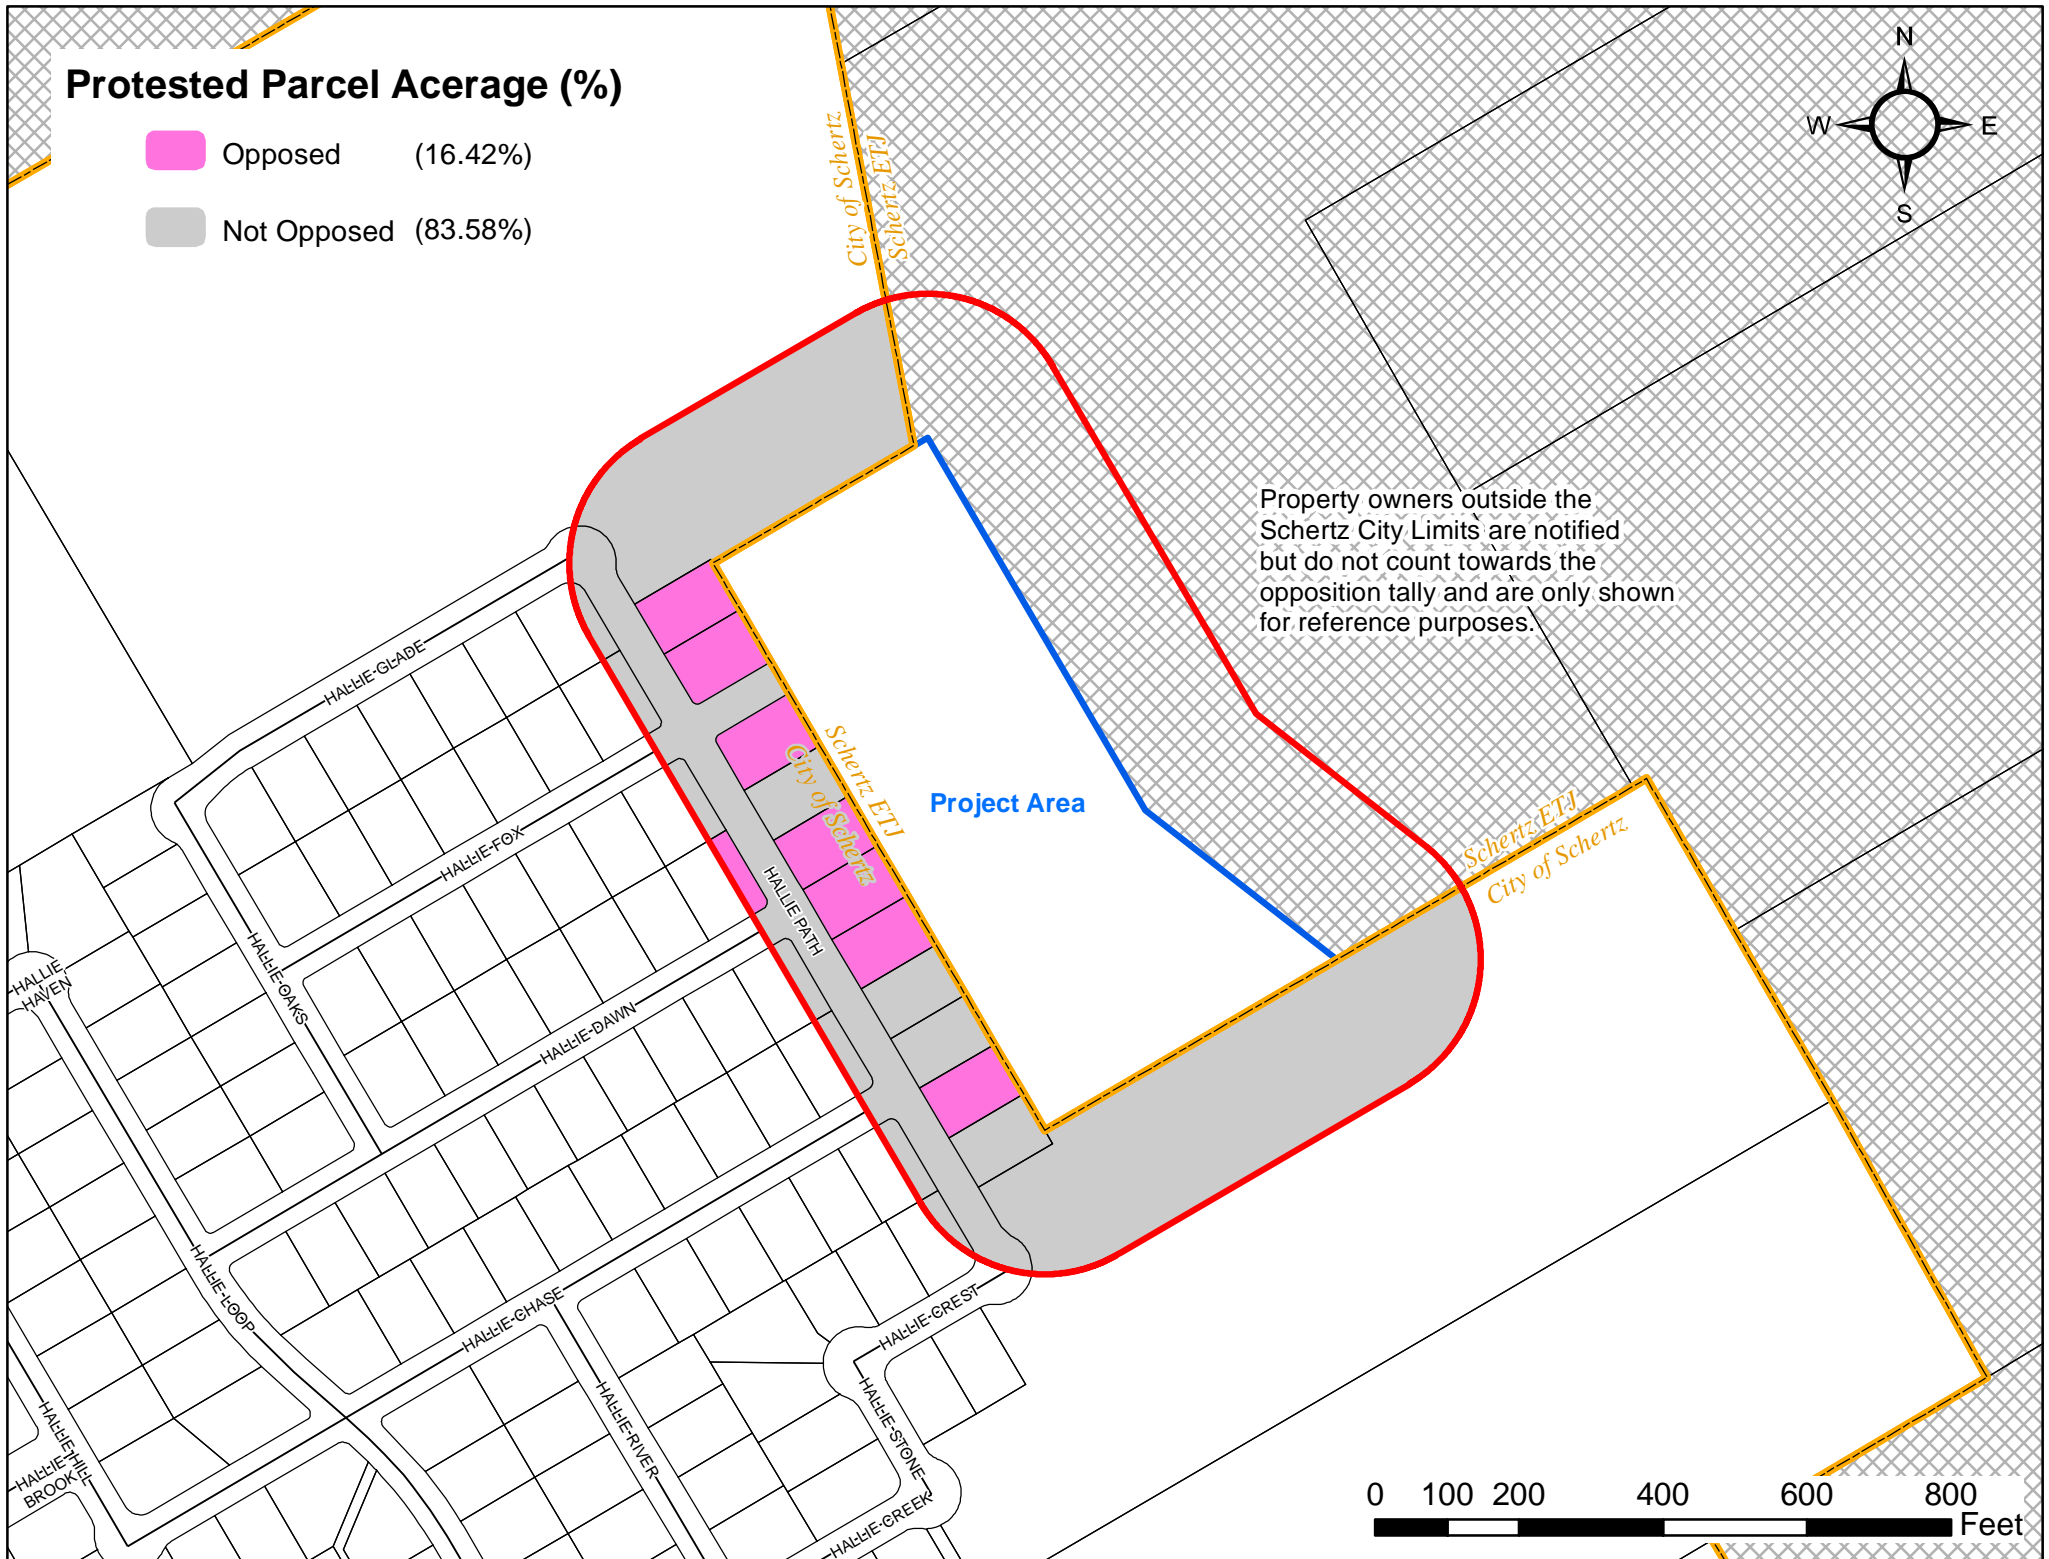 Protested Parcel Acerage (%)
Opposed (16.42%)
Not Opposed (83.58%)
N
W E
S
City of Schertz
Schertz ETJ
Property owners outside the
Schertz City Limits are notified
but do not count towards the
opposition tally and are only shown
for reference purposes.
Project Area
Schertz ETJ
City of Schertz
Schertz ETJ
City of Schertz
HALLIE GLADE
HALLIE FOX
HALLIE PATH
HALLIE OAKS
HALLIE
HAVEN
HALLIE DAWN
HALLIE LOOP
HALLIE CHASE
HALLIE CREST
HALLIE RIVER
HALLIE STONE
HALLIE HILL
HALLIE
BROOK
HALLIE CREEK
0 100 200 400 600 800
Feet